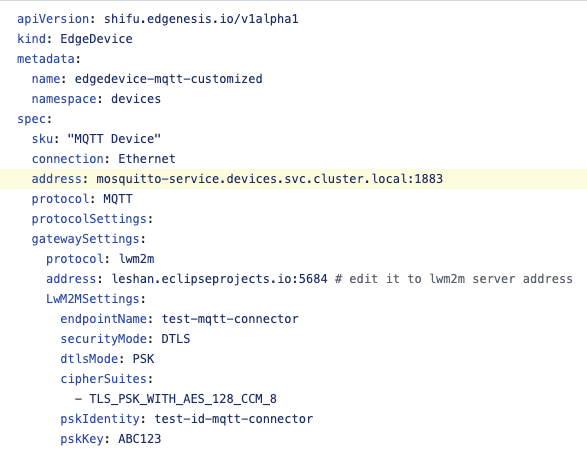 apiVersion: shifu.edgenesis.io/v1alpha1
kind: EdgeDevice
metadata:
  name: edgedevice-mqtt-customized
  namespace: devices
spec:
  sku: "MQTT Device"
  connection: Ethernet
  address: mosquitto-service.devices.svc.cluster.local:1883
  protocol: MQTT
  protocolSettings:
  gatewaySettings:
    protocol: lwm2m
    address: leshan.eclipseprojects.io:5684 # edit it to lwm2m server address
    LwM2MSettings:
      endpointName: test-mqtt-connector
      securityMode: DTLS
      dtlsMode: PSK
      cipherSuites:
        - TLS_PSK_WITH_AES_128_CCM_8
      pskIdentity: test-id-mqtt-connector
      pskKey: ABC123